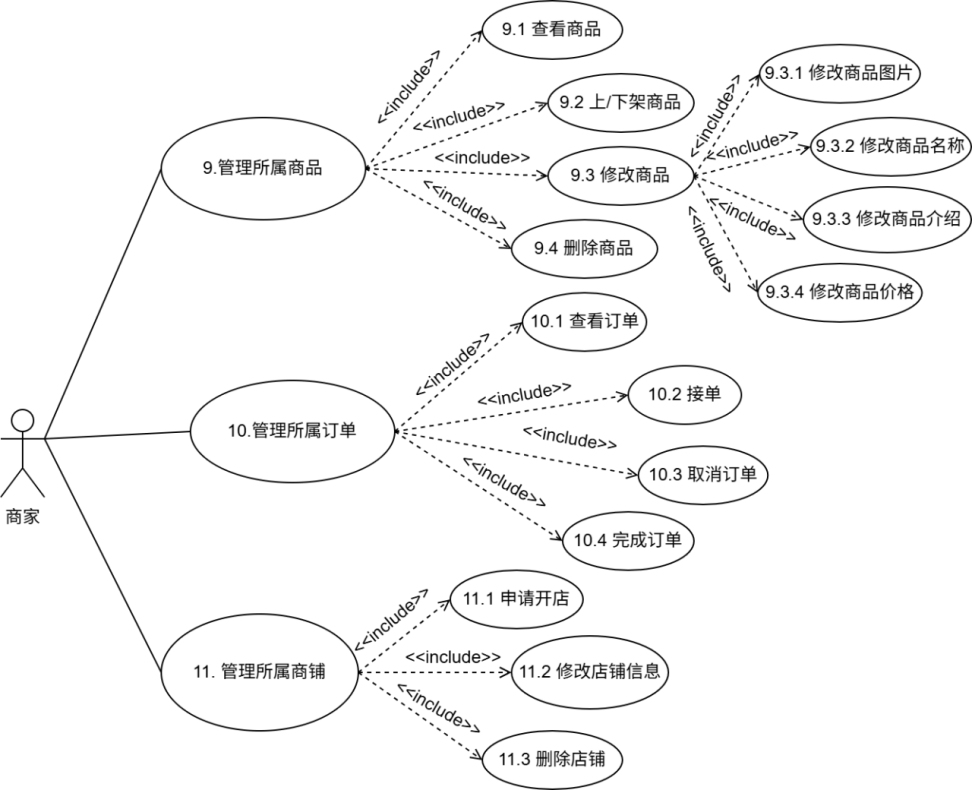 9.1 查看商品
<<include>>
9.2 上/下架商品
<<include>>
9.管理所属商品
<<include>>
9.3 修改商品
<<include>>
9.4 删除商品
<<include>>
9.3.1 修改商品图片
<<include>>
9.3.2 修改商品名称
<<include>>
9.3.3 修改商品介绍
<<include>>
9.3.4 修改商品价格
10.1 查看订单
<<include>>
<<include>>
10.2 接单
10.管理所属订单
<<include>>
10.3 取消订单
<<include>>
10.4 完成订单
商家
11.1 申请开店
<<include>>
<<include>>
11. 管理所属商铺
11.2 修改店铺信息
<<include>>
11.3 删除店铺
<<include>>